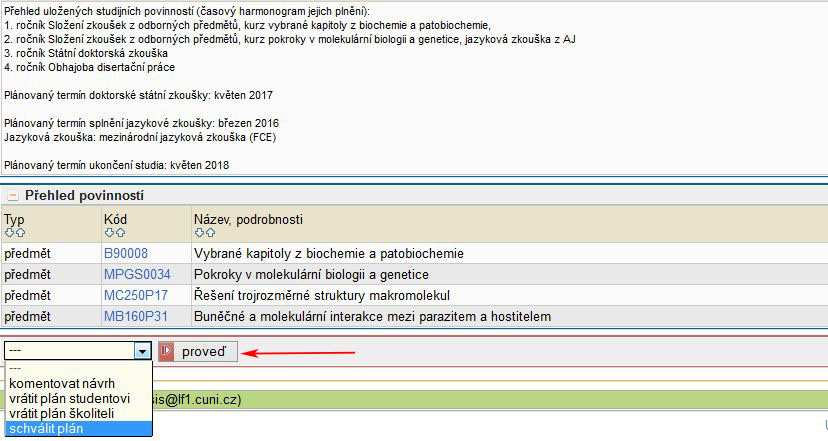 Přehled uložených studijních povinností (časový harmonogram jejich plnění):
1. ročník Složení zkoušek z odborných předmětů, kurz vybrané kapitoly z biochemie a patobiochemie,
2. ročník Složení zkoušek z odborných předmětů, kurz pokroky v molekulární biologii a genetice, jazyková zkouška z AJ
3. ročník Státní doktorská zkouška
4. ročník Obhajoba disertační práce
Plánovaný termín doktorské státní zkoušky: květen 2017
Plánovaný termín splnění jazykové zkoušky: březen 2016
Jazyková zkouška: mezinárodní jazyková zkouška (FCE)
Plánovaný termín ukončení studia: květen 2018
Přehled povinností
Typ Kód Název, podrobnosti
předmět B90008 Vybrané kapitoly z biochemie a patobiochemie
předmět MPGS0034 Pokroky v molekulární biologii a genetice
předmět MC250P17 Řešení trojrozměrné struktury makromolekul
předmět MB160P31 Buněčné a molekulární interakce mezi parazitem a hostitelem
--- proveď
---
komentovat návrh
vrátit plán studentovi sis@lf1.cuni.cz)
vrátit plán školiteli
schválit plán